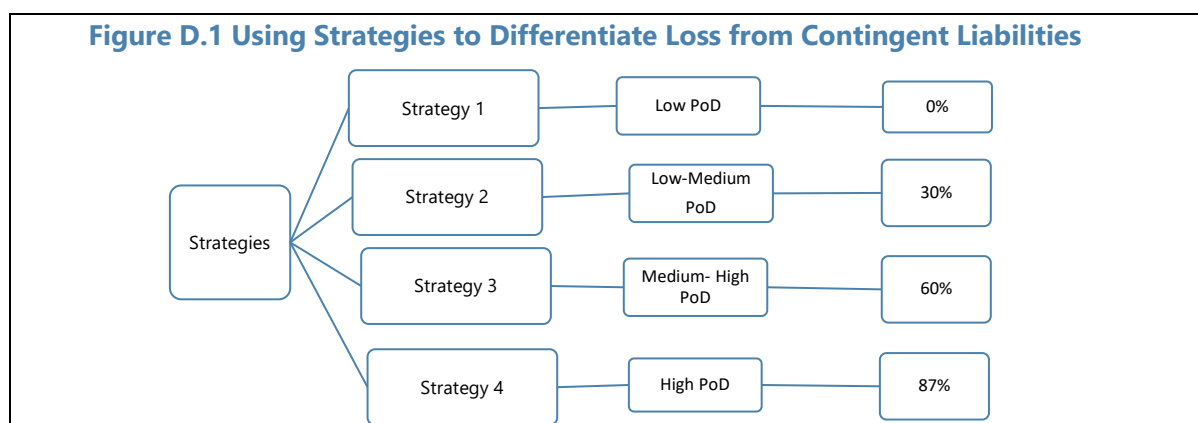 Figure D.1 Using Strategies to Differentiate Loss from Contingent Liabilities
Strategies
Strategy 1
Low PoD
0%
Strategy 2
Low-Medium
PoD
30%
Strategy 3
Medium- High
PoD
60%
Strategy 4
High PoD
87%